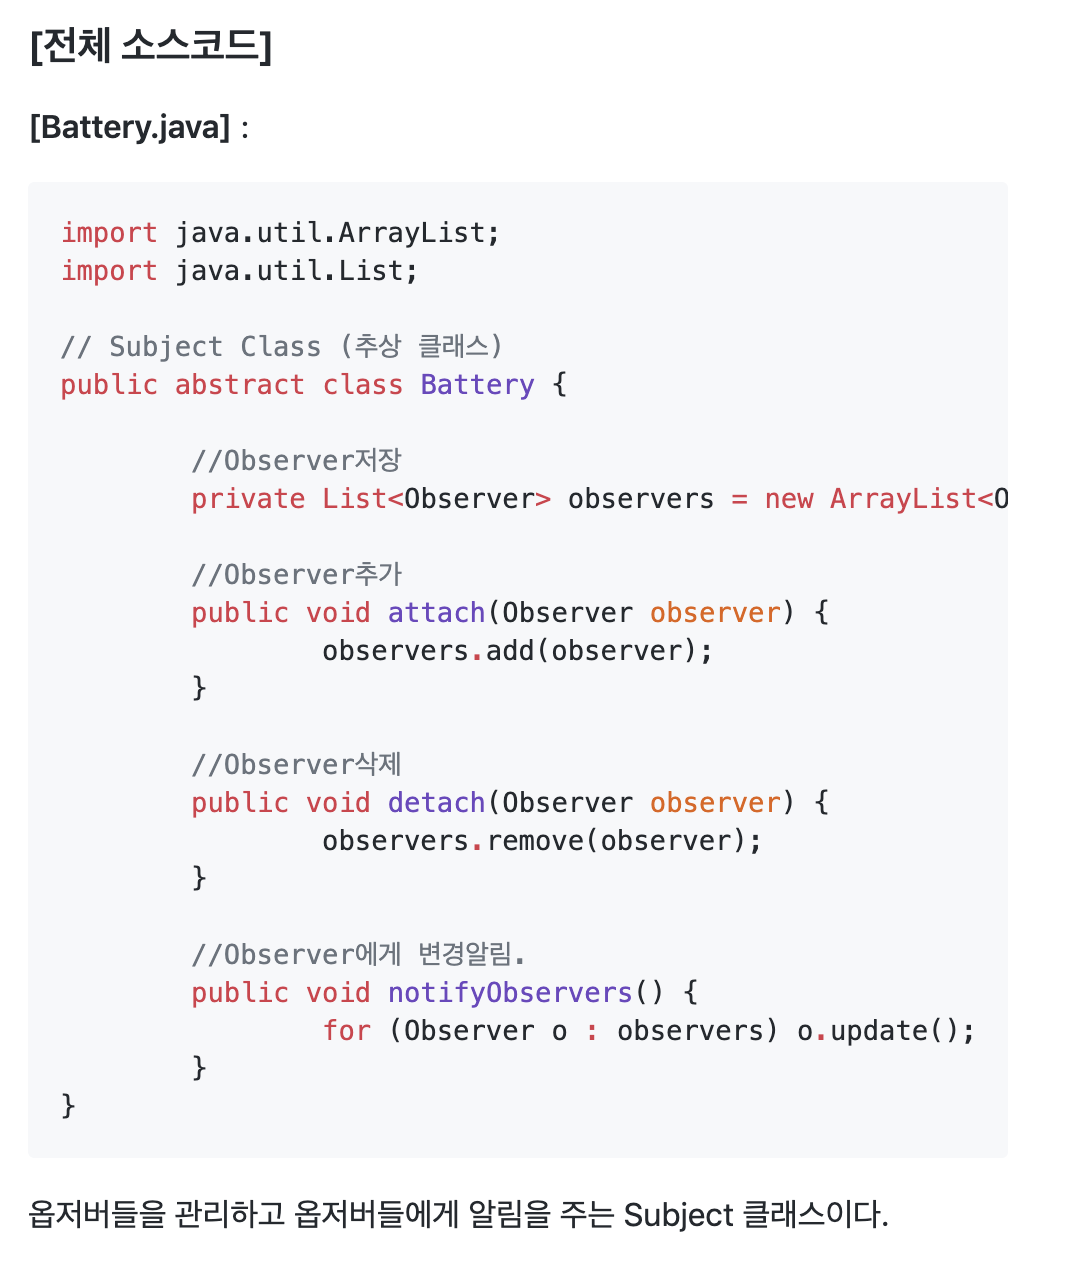 [전체 소스코드]
[Battery.java] :
import java.util.ArrayList;
import java.util.List;
// Subject Class (추상 클래스)
public abstract class Battery {
//Observer저장
private List<Observer> observers = new ArrayList<O
//Observer추가
public void attach(Observer observer) {
observers.add(observer);
}
//Observer삭제
public void detach(Observer observer) {
observers.remove(observer);
}
//Observer에게 변경알림.
public void notifyObservers() {
for (Observer o : observers) o.update();
}
}
옵저버들을 관리하고 옵저버들에게 알림을 주는 Subject 클래스이다.